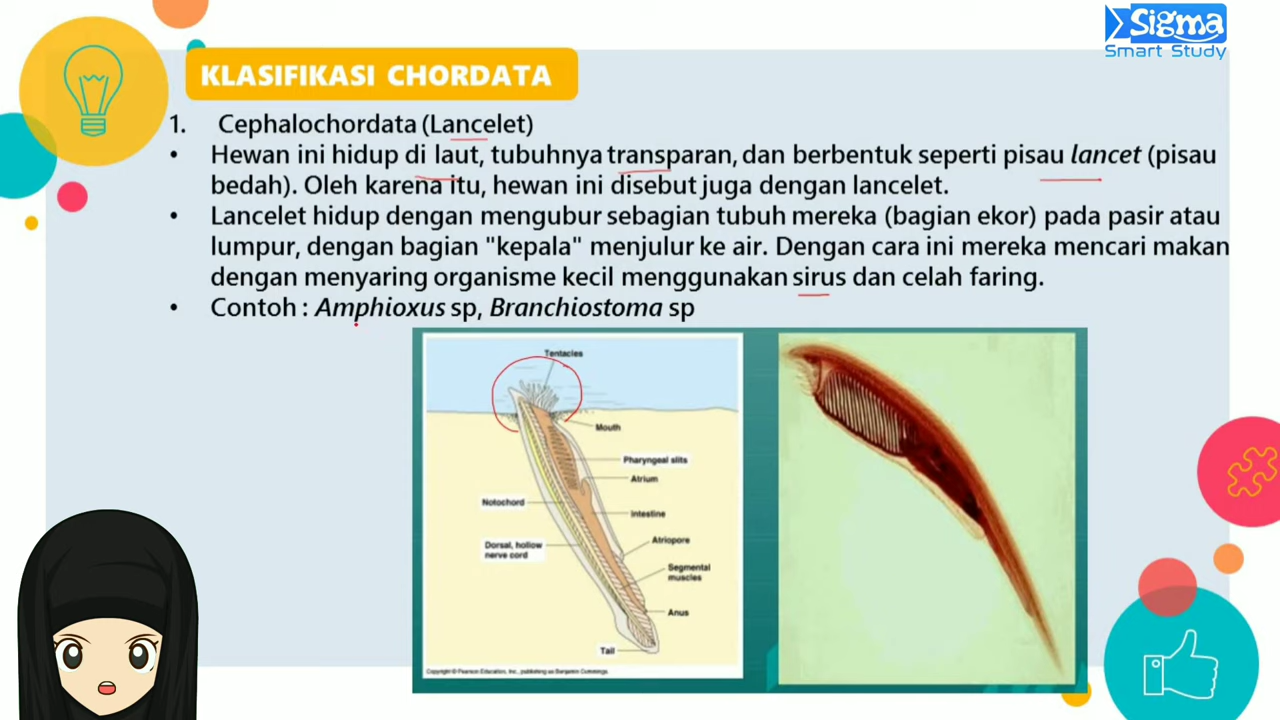 Sigma
Smart Study
KLASIFIKASI CHORDATA
1. Cephalochordata (Lancelet)
• Hewan ini hidup di laut, tubuhnya transparan, dan berbentuk seperti pisau lancet (pisau
bedah). Oleh karena itu, hewan ini disebut juga dengan lancelet.
• Lancelet hidup dengan mengubur sebagian tubuh mereka (bagian ekor) pada pasir atau
lumpur, dengan bagian "kepala" menjulur ke air. Dengan cara ini mereka mencari makan
dengan menyaring organisme kecil menggunakan sirus dan celah faring.
• Contoh : Amphioxus sp, Branchiostoma sp
Tentacles
Mouth
Pharyngeal slits
Atrium
Notochord
Intestine
Atriopore
Dorsal, hollow
nerve cord
Segmental
muscles
Anus
Tail
Copyright © Pearson Education, Inc., publishing as Benjamin Cummings.